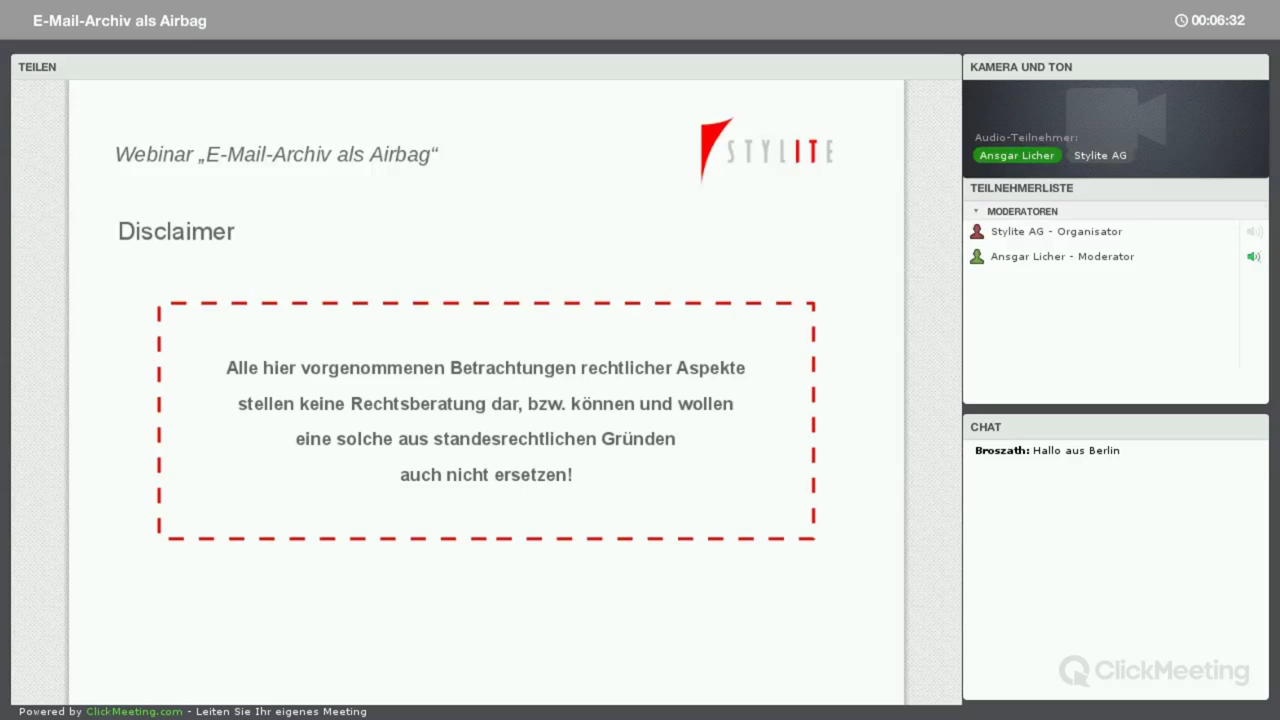 E-Mail-Archiv als Airbag
00:06:32
TEILEN
Webinar „E-Mail-Archiv als Airbag“
STYLITE
Disclaimer
Alle hier vorgenommenen Betrachtungen rechtlicher Aspekte
stellen keine Rechtsberatung dar, bzw. können und wollen
eine solche aus standesrechtlichen Gründen
auch nicht ersetzen!
KAMERA UND TON
Audio-Teilnehmer:
Ansgar Licher Stylite AG
TEILNEHMERLISTE
MODERATOREN
Stylite AG - Organisator
Ansgar Licher - Moderator
CHAT
Broszath: Hallo aus Berlin
ClickMeeting
Powered by ClickMeeting.com - Leiten Sie Ihr eigenes Meeting